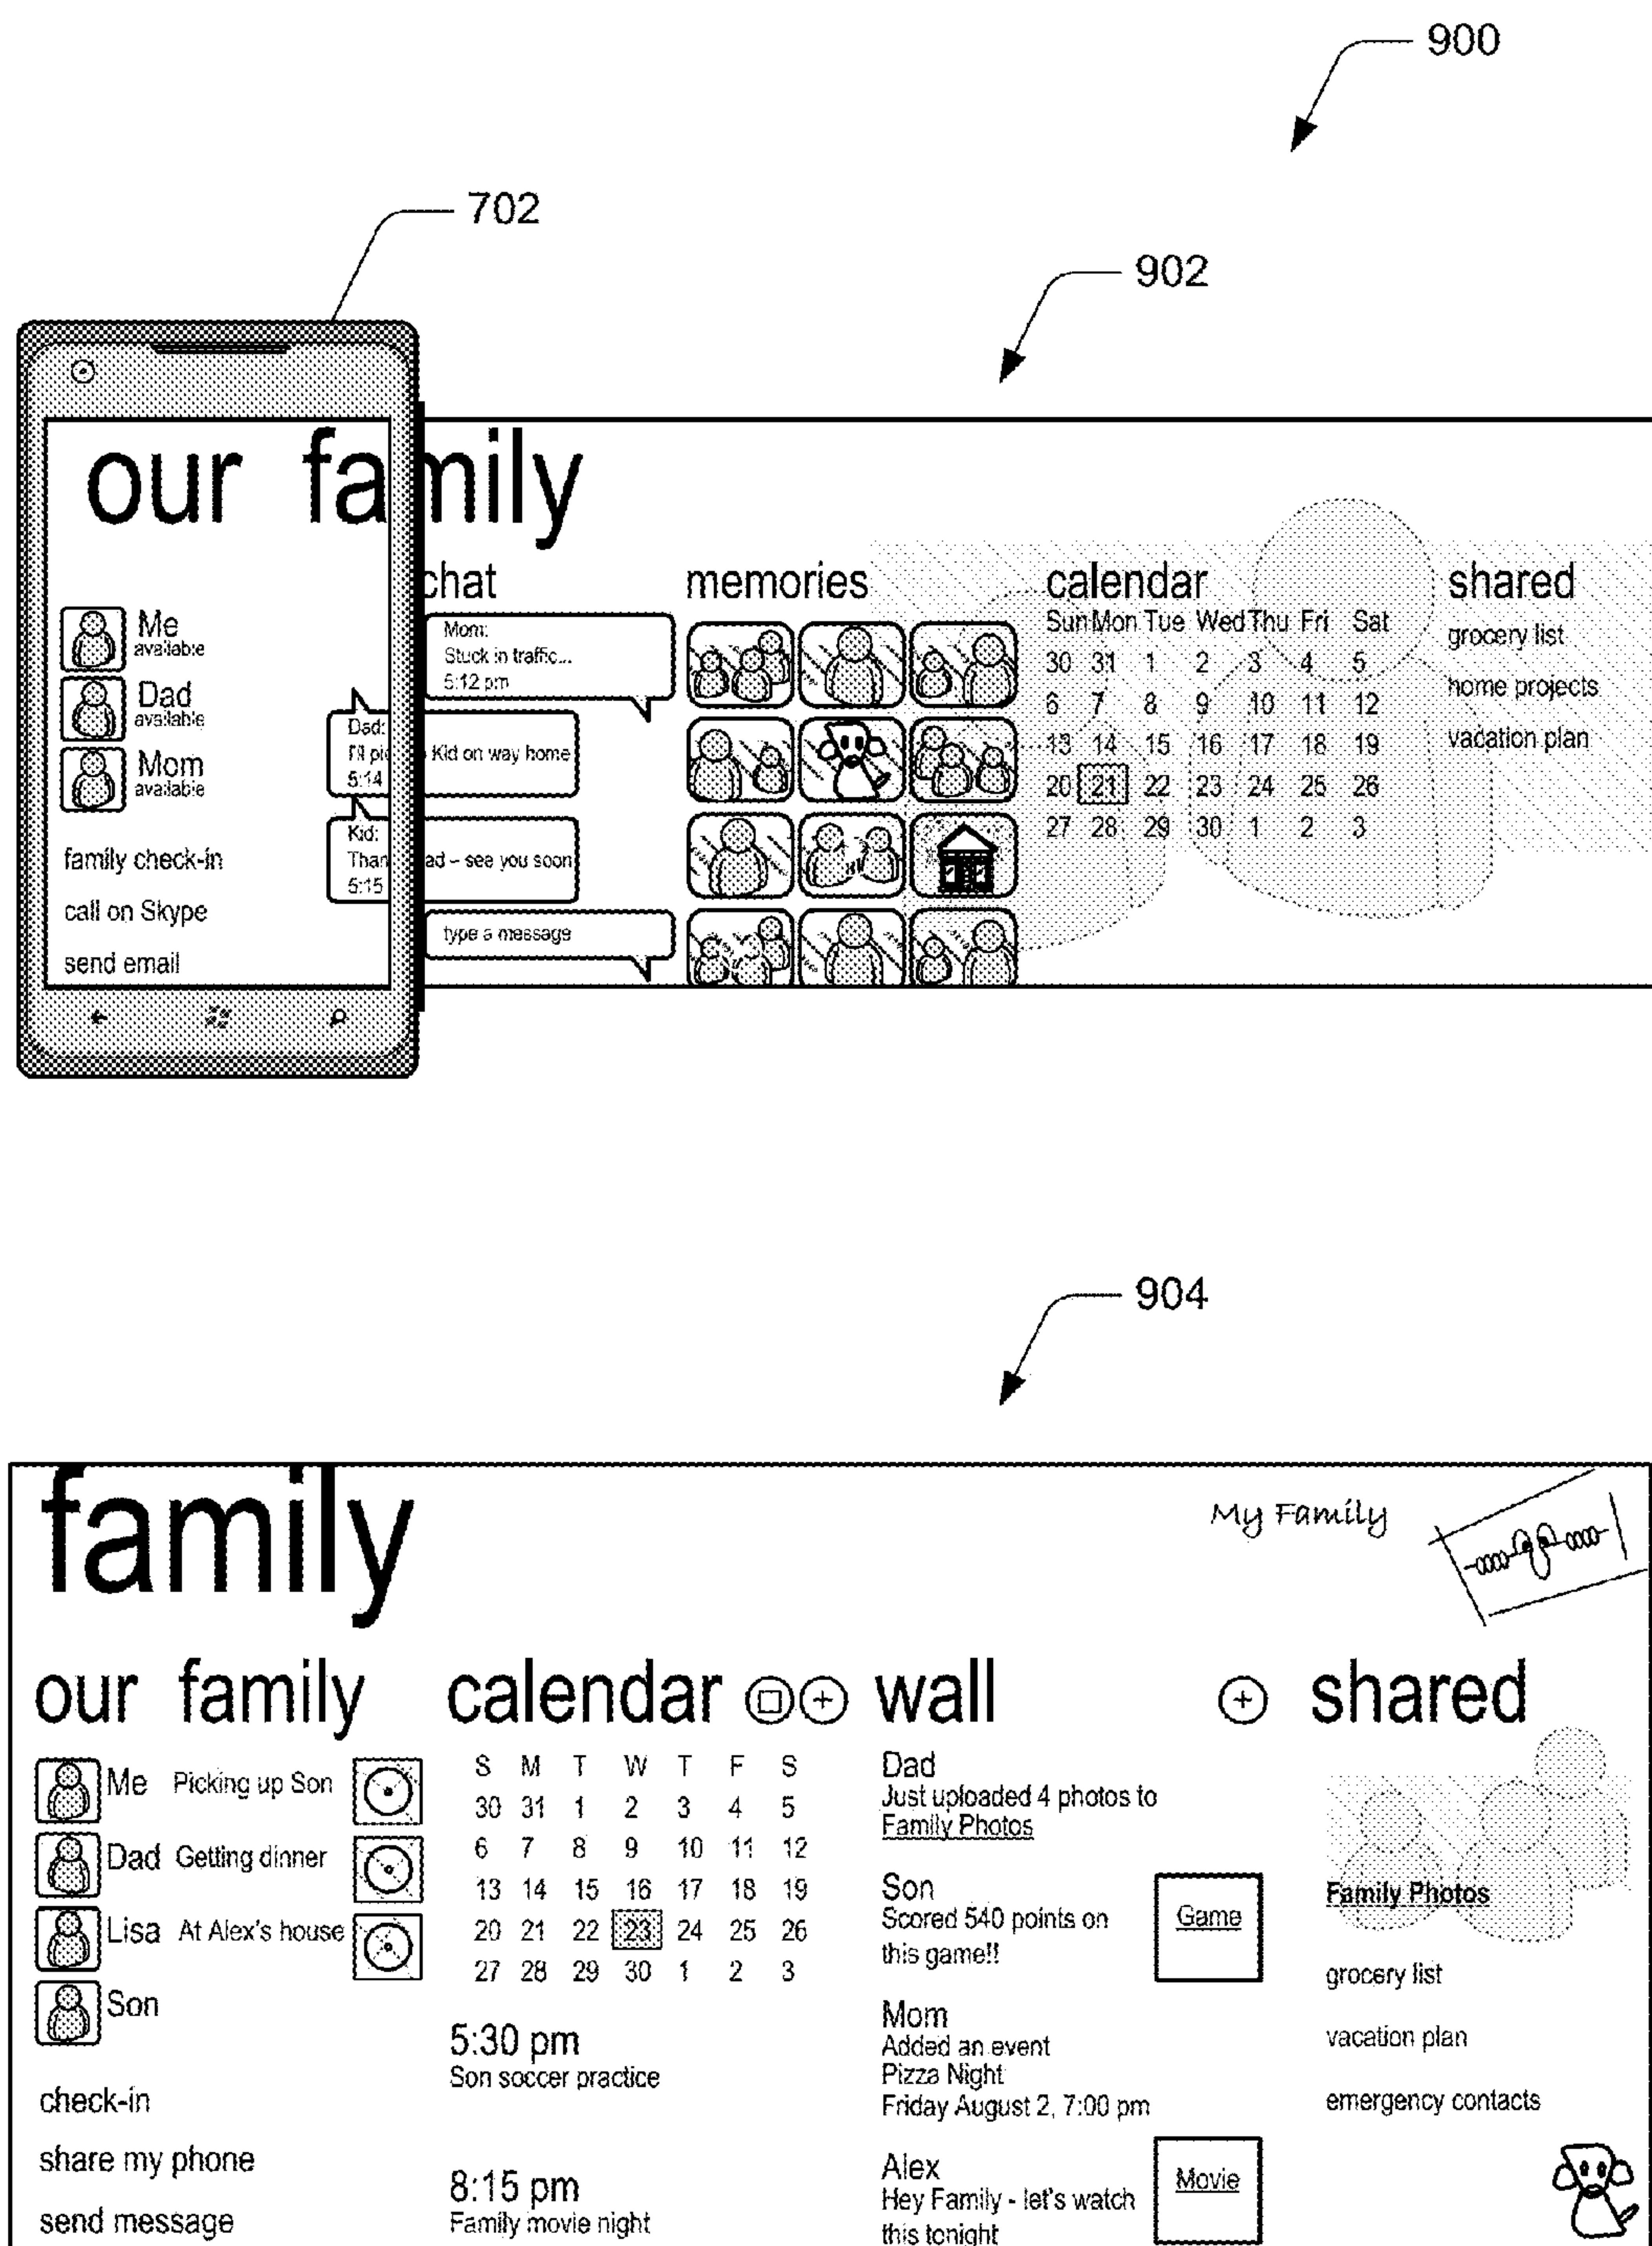 900
702
902
our family
chat
memories
calendar
shared
Me
available
Dad
available
Mom
available
family check-in
call on Skype
send email
Mom:
Stuck in traffic...
5:12 pm
Dad:
I'll pic Kid on way home
5:14
Kid:
Than ad – see you soon
5:15
type a message
Sun Mon Tue Wed Thu Fri Sat
30 31 1 2 3 4 5
6 7 8 9 10 11 12
13 14 15 16 17 18 19
20 21 22 23 24 25 26
27 28 29 30 1 2 3
grocery list
home projects
vacation plan
904
family
My Family
our family
calendar
wall
shared
Me Picking up Son
Dad Getting dinner
Lisa At Alex's house
Son
check-in
share my phone
send message
S M T W T F S
30 31 1 2 3 4 5
6 7 8 9 10 11 12
13 14 15 16 17 18 19
20 21 22 23 24 25 26
27 28 29 30 1 2 3
5:30 pm
Son soccer practice
8:15 pm
Family movie night
Dad
Just uploaded 4 photos to
Family Photos
Son
Scored 540 points on
this game!!
Game
Mom
Added an event
Pizza Night
Friday August 2, 7:00 pm
Alex
Hey Family - let's watch
this tonight
Movie
Family Photos
grocery list
vacation plan
emergency contacts